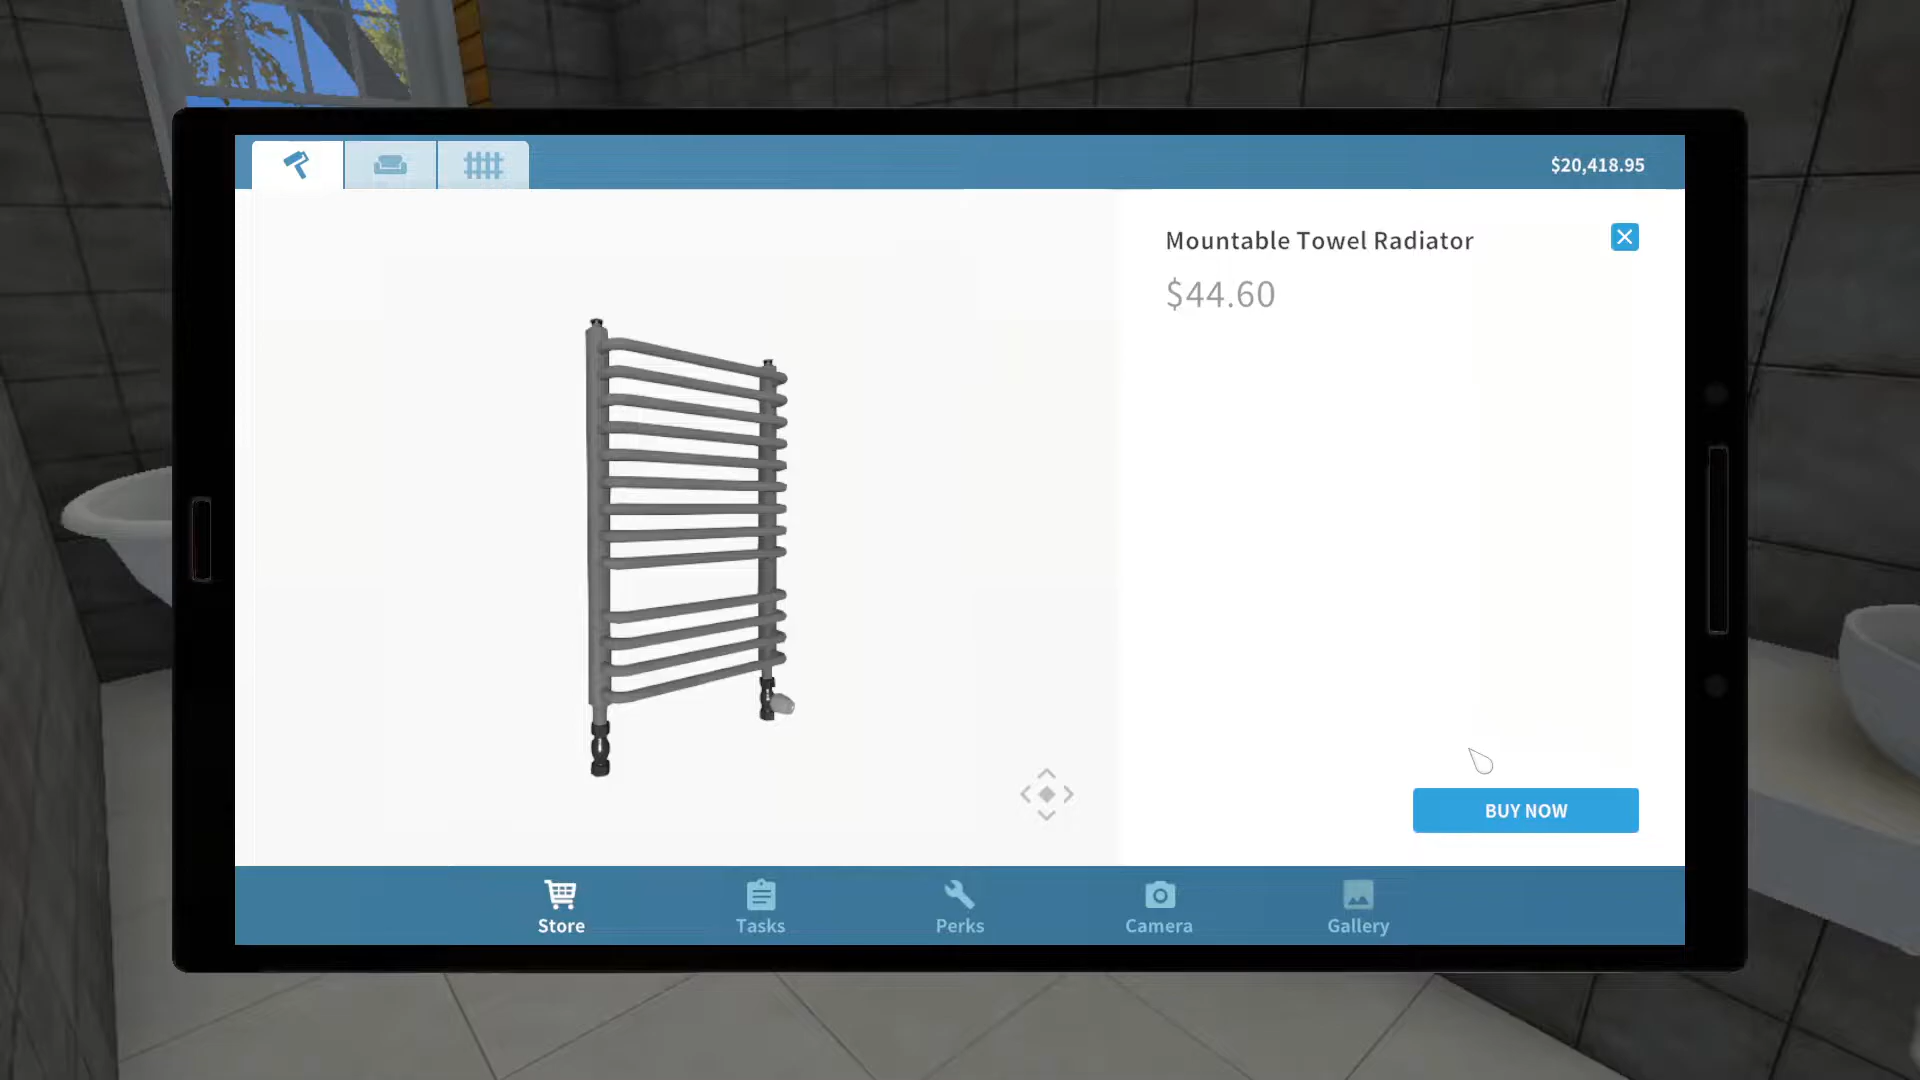 $20,418.95
Mountable Towel Radiator
$44.60
BUY NOW
Store
Tasks
Perks
Camera
Gallery